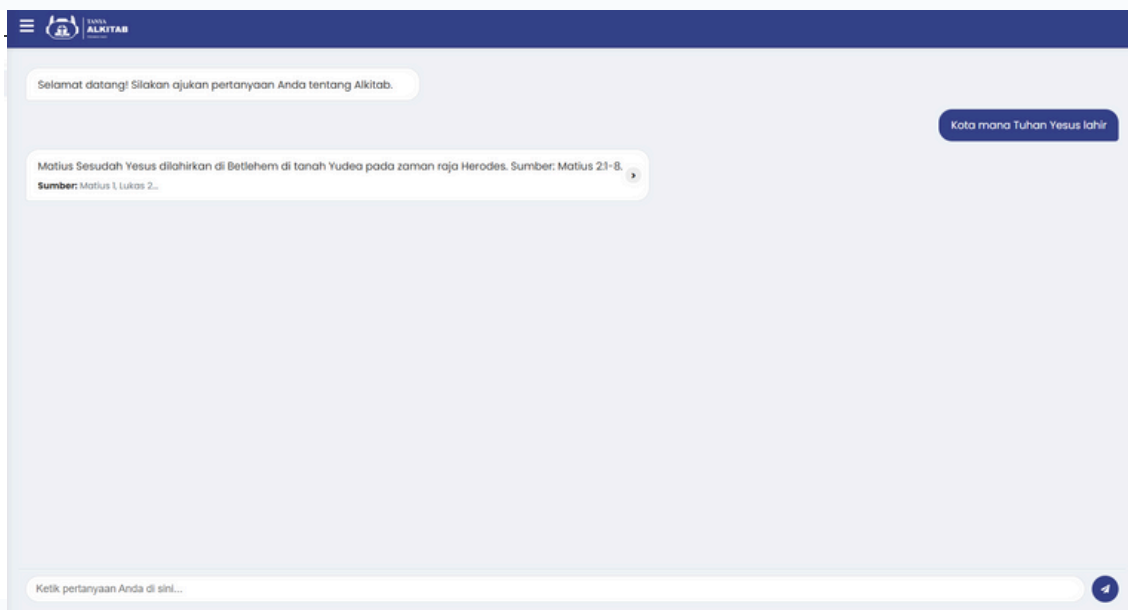 TANYA
ALKITAB
Selamat datang! Silakan ajukan pertanyaan Anda tentang Alkitab.
Kota mana Tuhan Yesus lahir
Matius Sesudah Yesus dilahirkan di Betlehem di tanah Yudea pada zaman raja Herodes. Sumber: Matius 2:1-8.
Sumber: Matius 1, Lukas 2...
Ketik pertanyaan Anda di sini...